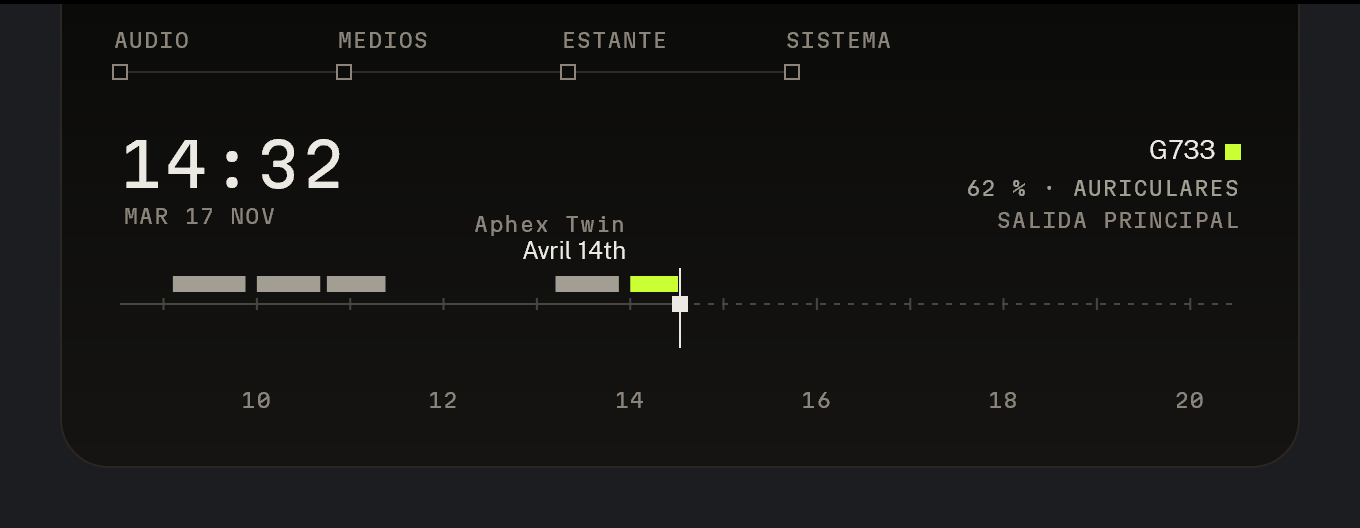 AUDIO MEDIOS ESTANTE SISTEMA
14:32
MAR 17 NOV
G733
62 % · AURICULARES
SALIDA PRINCIPAL
Aphex Twin
Avril 14th
10 12 14 16 18 20